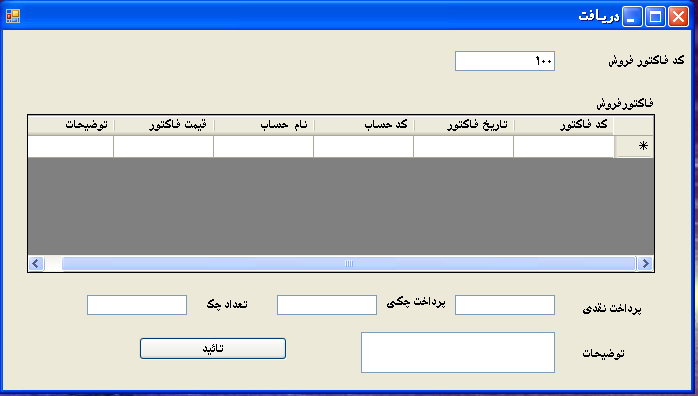 دریافت
کد فاکتور فروش ۱۰۰
فاکتورفروش
کد فاکتور تاریخ فاکتور کد حساب نام حساب قیمت فاکتور توضیحات
پرداخت نقدی پرداخت چکی تعداد چک
توضیحات
تائید